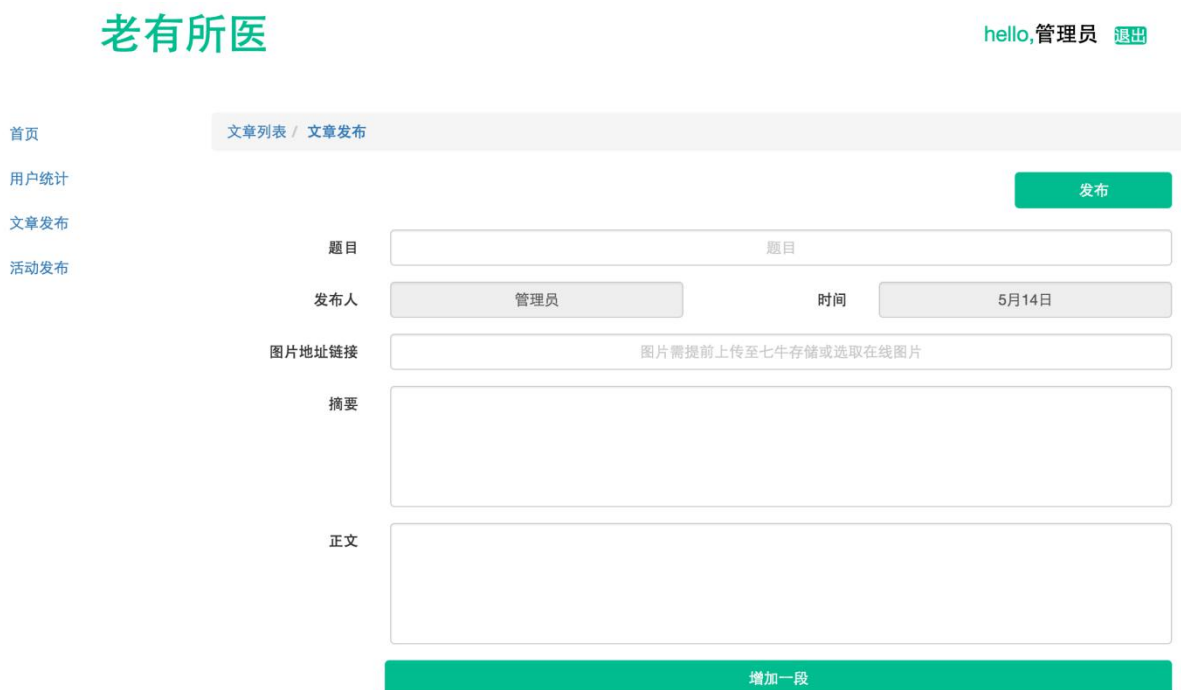 老有所医
hello,管理员 退出
首页
用户统计
文章发布
活动发布
文章列表 / 文章发布
发布
题目 题目
发布人 管理员 时间 5月14日
图片地址链接 图片需提前上传至七牛存储或选取在线图片
摘要
正文
增加一段